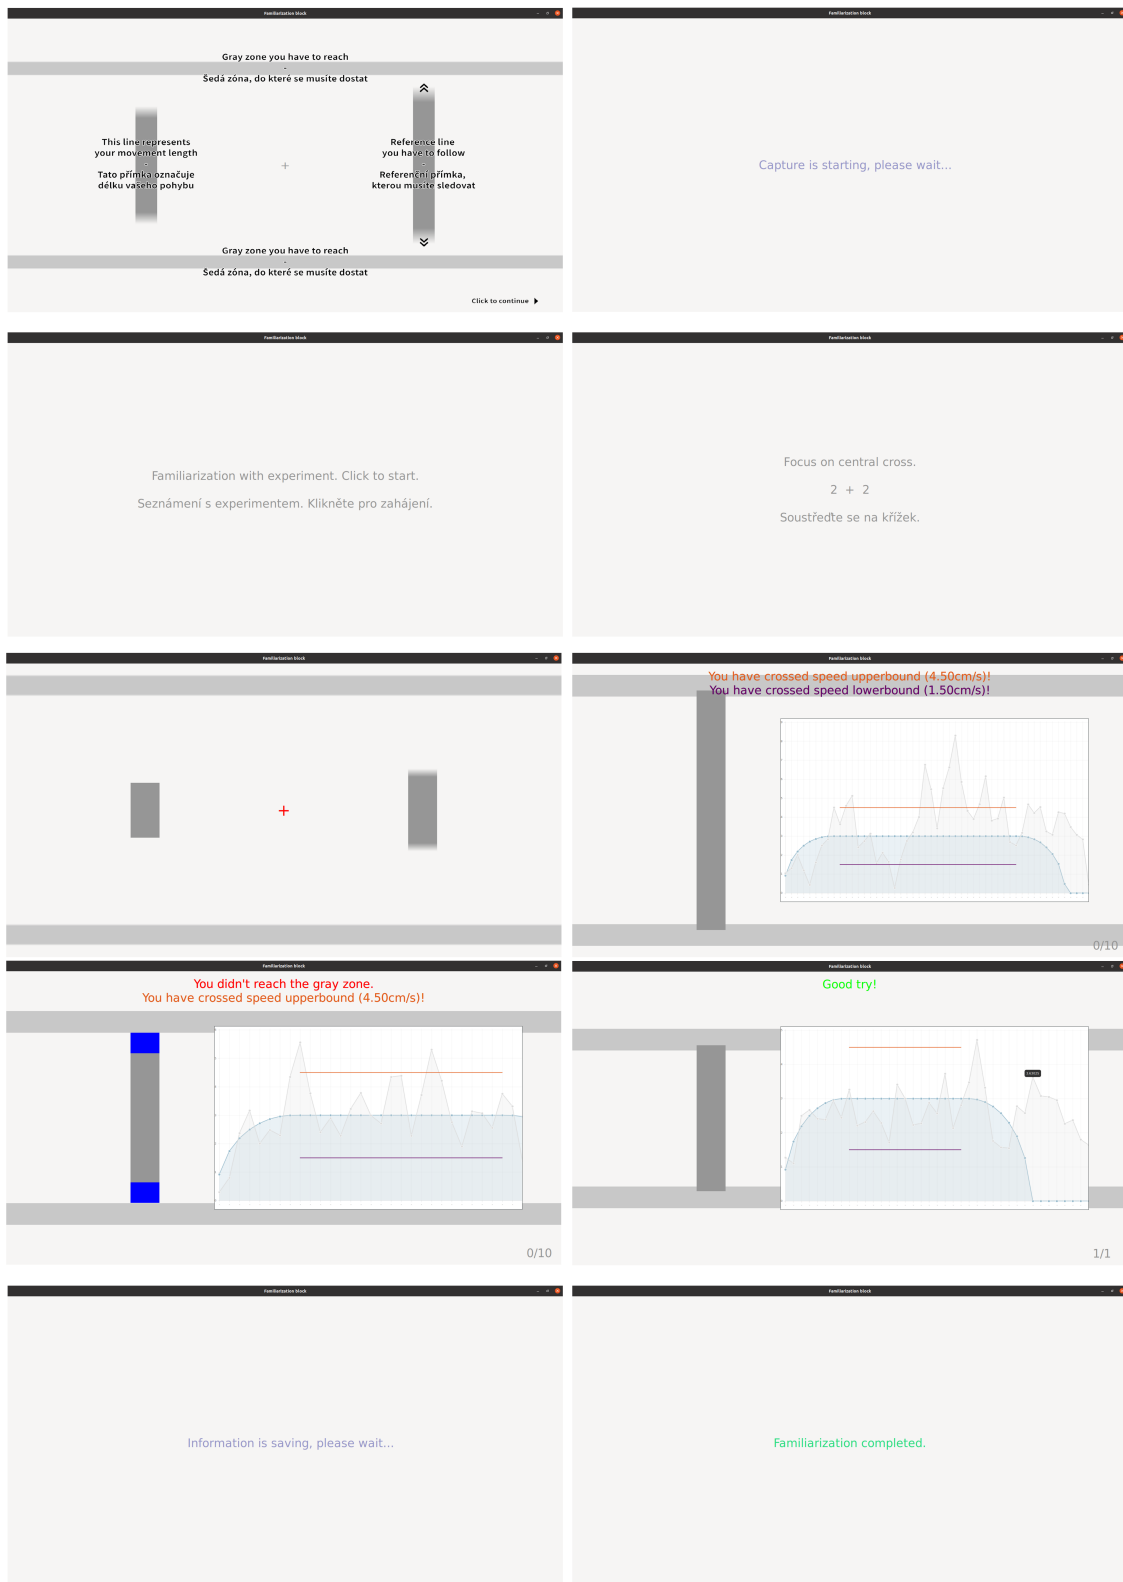 Familiarization block
Gray zone you have to reach
-
Šedá zóna, do které se musíte dostat
This line represents
your movement length
-
Tato přímka označuje
délku vašeho pohybu
+
Reference line
you have to follow
-
Referenční přímka,
kterou musíte sledovat
Gray zone you have to reach
-
Šedá zóna, do které se musíte dostat
Click to continue
Familiarization block
Capture is starting, please wait...
Familiarization block
Familiarization with experiment. Click to start.
Seznámení s experimentem. Klikněte pro zahájení.
Familiarization block
Focus on central cross.
2 + 2
Soustřeďte se na křížek.
Familiarization block
+
Familiarization block
You have crossed speed upperbound (4.50cm/s)!
You have crossed speed lowerbound (1.50cm/s)!
0/10
Familiarization block
You didn't reach the gray zone.
You have crossed speed upperbound (4.50cm/s)!
0/10
Familiarization block
Good try!
1/1
Familiarization block
Information is saving, please wait...
Familiarization block
Familiarization completed.